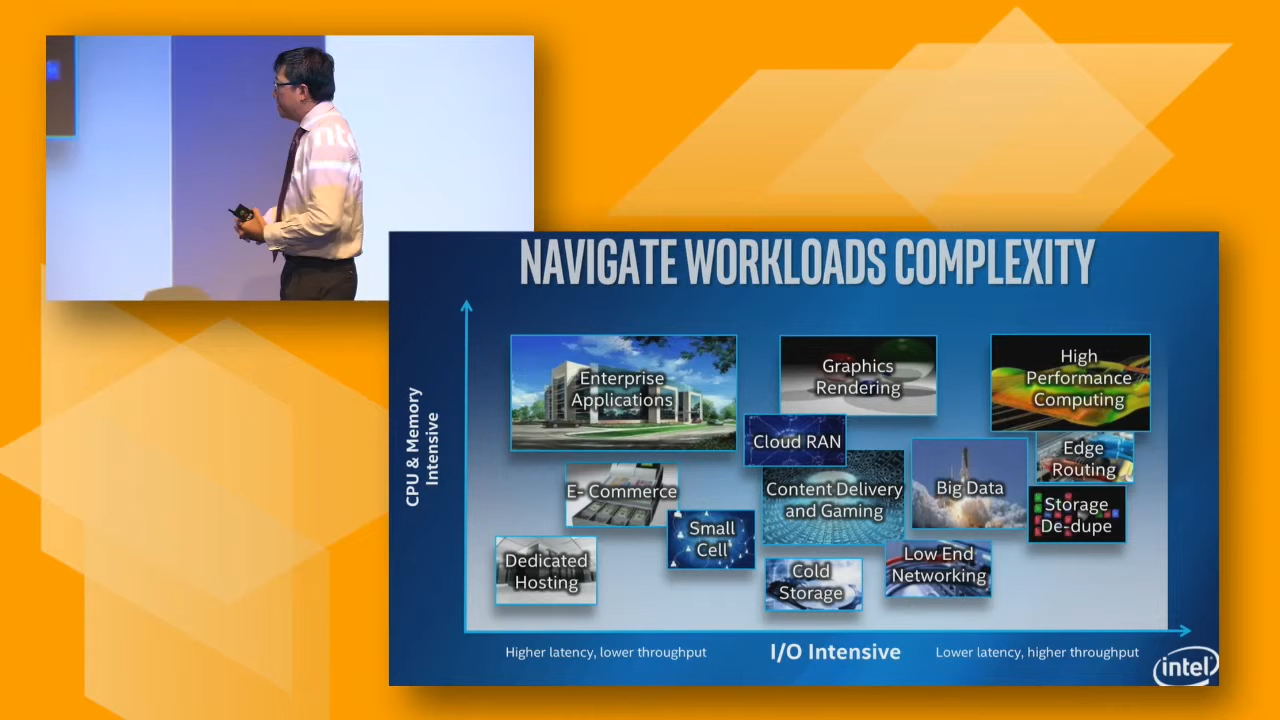 NAVIGATE WORKLOADS COMPLEXITY
CPU & Memory
Intensive
Enterprise
Applications
Graphics
Rendering
High
Performance
Computing
Cloud RAN
Edge
Routing
E- Commerce
Content Delivery
and Gaming
Big Data
Storage
De-dupe
Small
Cell
Dedicated
Hosting
Cold
Storage
Low End
Networking
Higher latency, lower throughput
I/O Intensive
Lower latency, higher throughput
intel